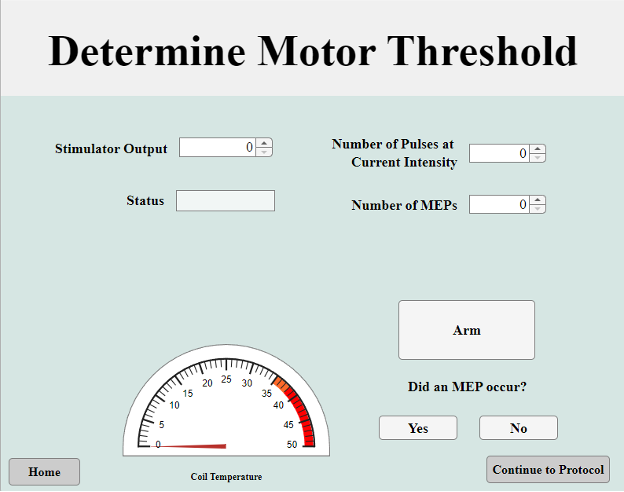 Determine Motor Threshold
Stimulator Output
0
Number of Pulses at
Current Intensity
0
Status
Number of MEPs
0
Arm
Did an MEP occur?
Yes
No
0
5
10
15
20
25
30
35
40
45
50
Coil Temperature
Home
Continue to Protocol